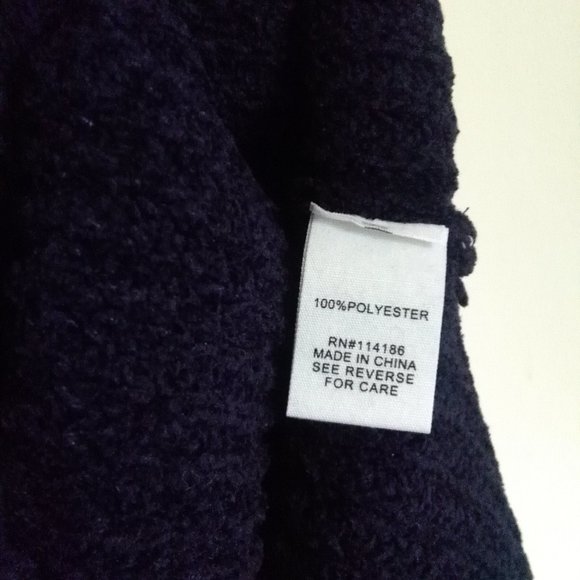 100%POLYESTER
RN#114186
MADE IN CHINA
SEE REVERSE
FOR CARE